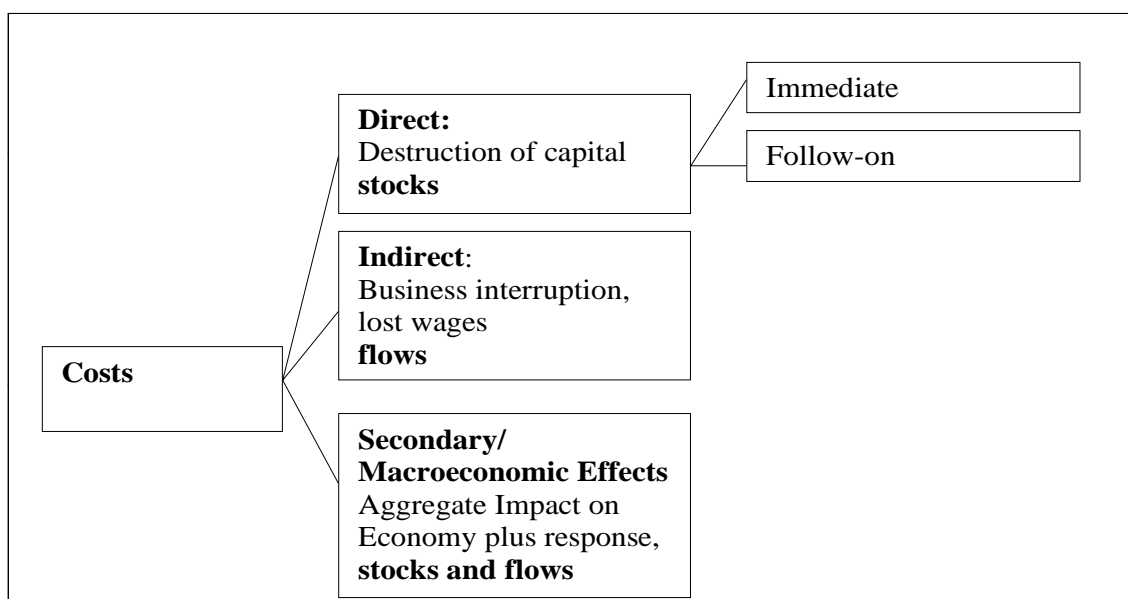 Costs
Direct:
Destruction of capital
stocks
Immediate
Follow-on
Indirect:
Business interruption,
lost wages
flows
Secondary/
Macroeconomic Effects
Aggregate Impact on
Economy plus response,
stocks and flows